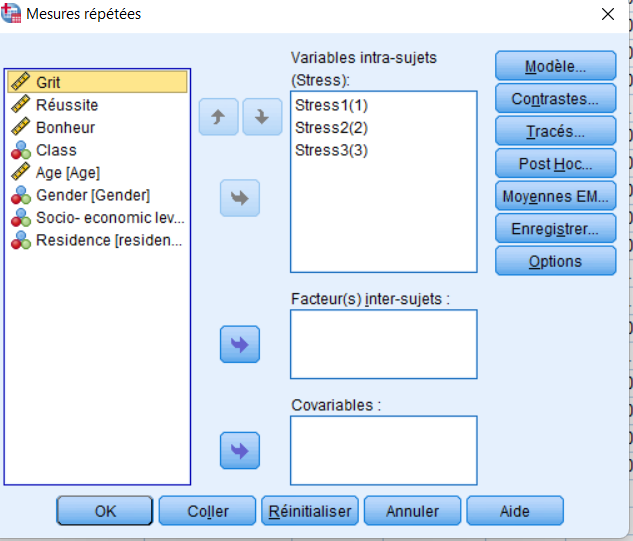 Mesures répétées
Variables intra-sujets
(Stress):
Grit
Réussite
Bonheur
Class
Age [Age]
Gender [Gender]
Socio- economic lev...
Residence [residen...
Stress1(1)
Stress2(2)
Stress3(3)
Facteur(s) inter-sujets :
Covariables :
Modèle...
Contrastes...
Tracés...
Post Hoc...
Moyennes EM...
Enregistrer...
Options
OK
Coller
Réinitialiser
Annuler
Aide